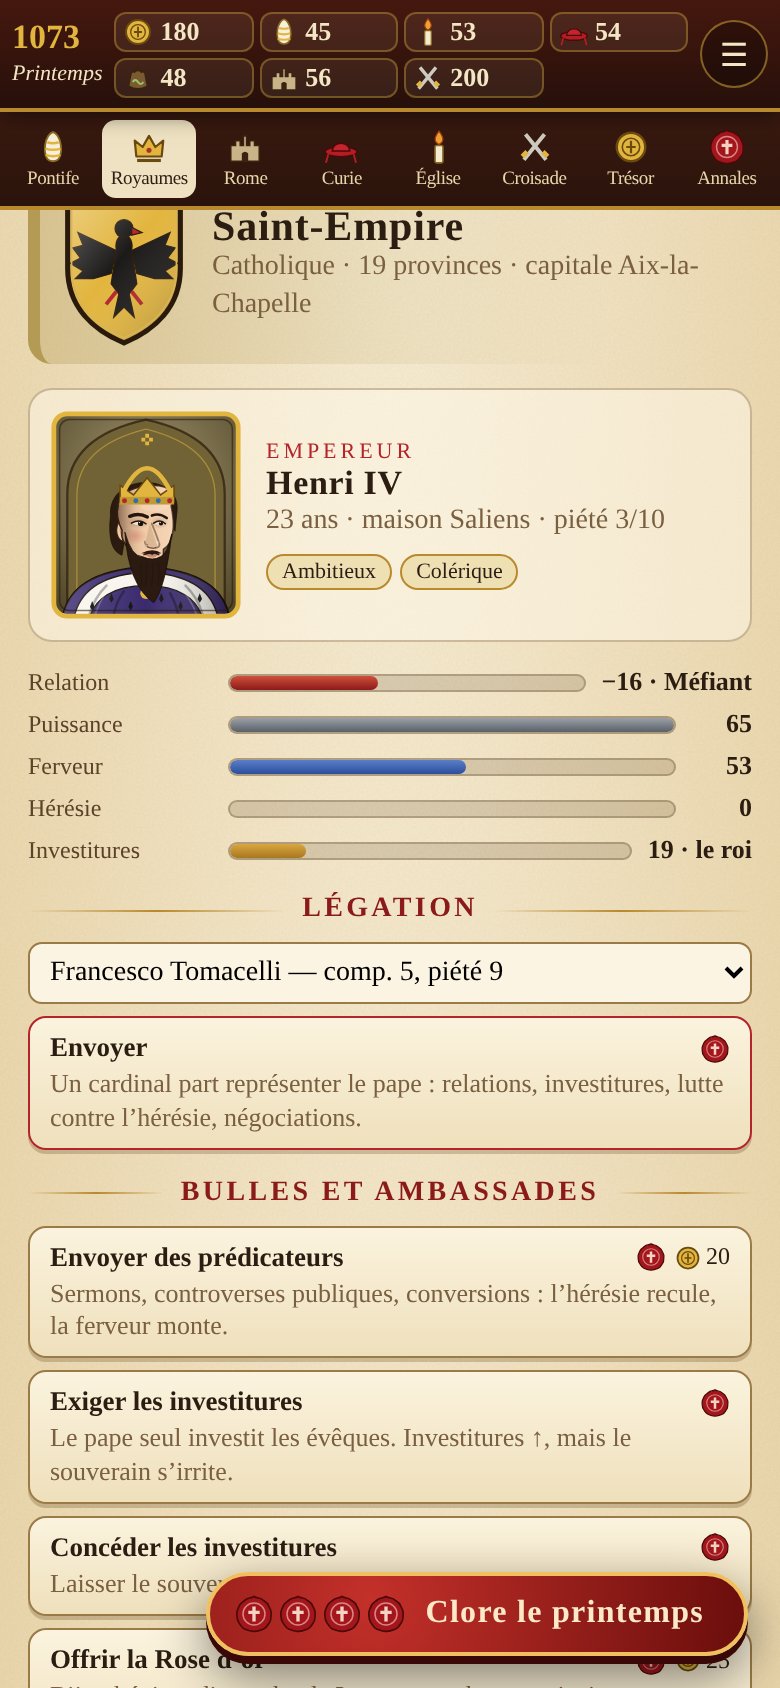 1073
Printemps
180
45
53
54
48
56
200
☰
Pontife
Royaumes
Rome
Curie
Église
Croisade
Trésor
Annales
Saint-Empire
Catholique · 19 provinces · capitale Aix-la-
Chapelle
EMPEREUR
Henri IV
23 ans · maison Saliens · piété 3/10
Ambitieux
Colérique
Relation
−16 · Méfiant
Puissance
65
Ferveur
53
Hérésie
0
Investitures
19 · le roi
LÉGATION
Francesco Tomacelli — comp. 5, piété 9
Envoyer
Un cardinal part représenter le pape : relations, investitures, lutte
contre l’hérésie, négociations.
BULLES ET AMBASSADES
Envoyer des prédicateurs
20
Sermons, controverses publiques, conversions : l’hérésie recule,
la ferveur monte.
Exiger les investitures
Le pape seul investit les évêques. Investitures ↑, mais le
souverain s’irrite.
Concéder les investitures
Laisser le
Clore le printemps
Offrir la Rose d’or